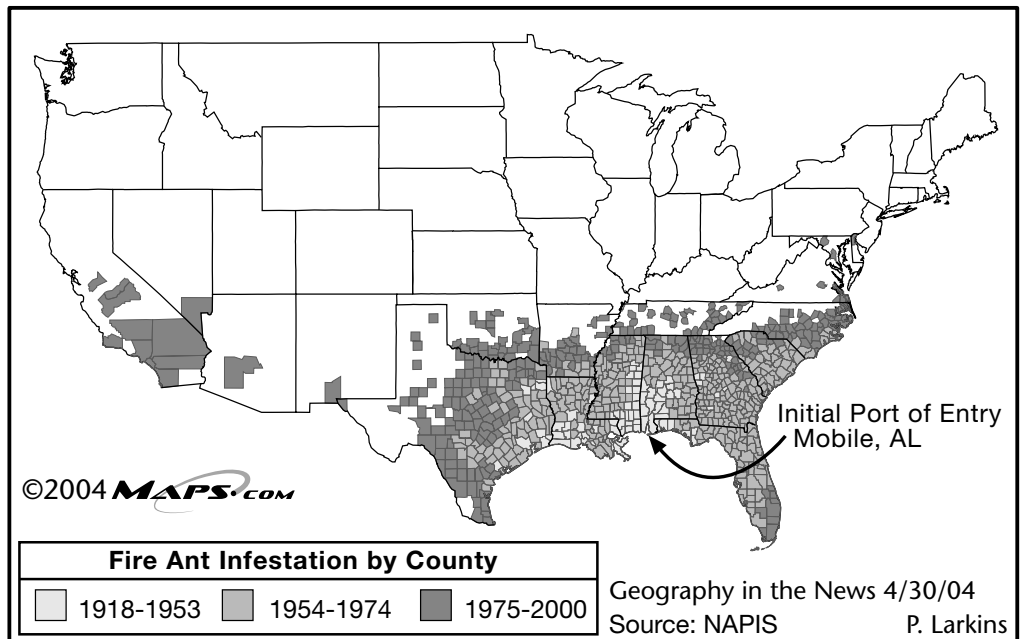 Initial Port of Entry
Mobile, AL
©2004 MAPS.COM
Fire Ant Infestation by County
1918-1953 1954-1974 1975-2000
Geography in the News 4/30/04
Source: NAPIS P. Larkins